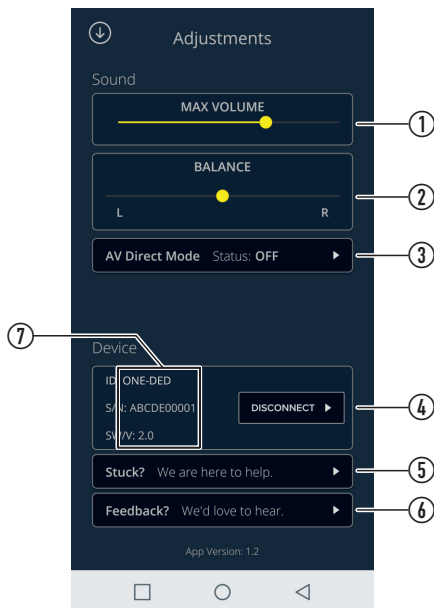 Adjustments
Sound
MAX VOLUME
1
BALANCE
2
L R
AV Direct Mode Status: OFF
3
7
Device
ID: ONE-DED
S/N: ABCDE00001
SW/V: 2.0
DISCONNECT
4
Stuck? We are here to help.
5
Feedback? We'd love to hear.
6
App Version: 1.2